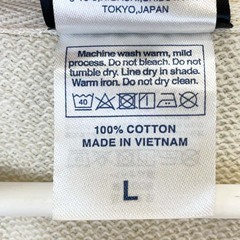 TOKYO,JAPAN
Machine wash warm, mild
process. Do not bleach. Do not
tumble dry. Line dry in shade.
Warm iron. Do not dry clean.
40
100% COTTON
MADE IN VIETNAM
L